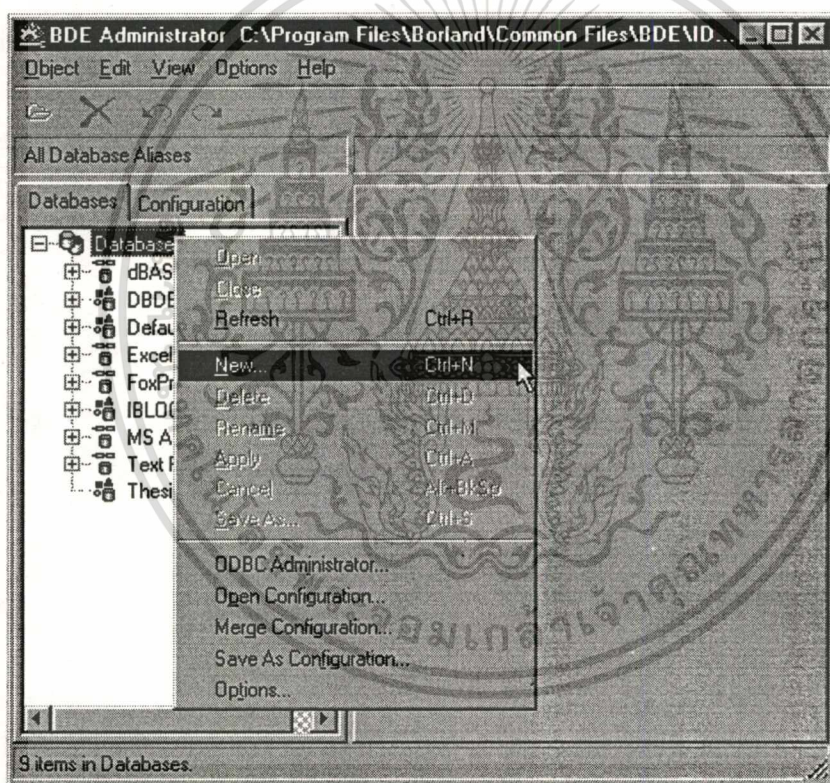 BDE Administrator C:\Program Files\Borland\Common Files\BDE\ID...
Object Edit View Options Help
All Database Aliases
Databases Configuration
Database
dBAS
DBDE
Defau
Excel
FoxPr
IBLOC
MS A
Text F
Thesi
Open
Close
Refresh Ctrl+R
New... Ctrl+N
Delete Ctrl+D
Rename Ctrl+M
Apply Ctrl+A
Cancel Alt+BkSp
Save As... Ctrl+S
ODBC Administrator...
Open Configuration...
Merge Configuration...
Save As Configuration...
Options...
9 items in Databases.